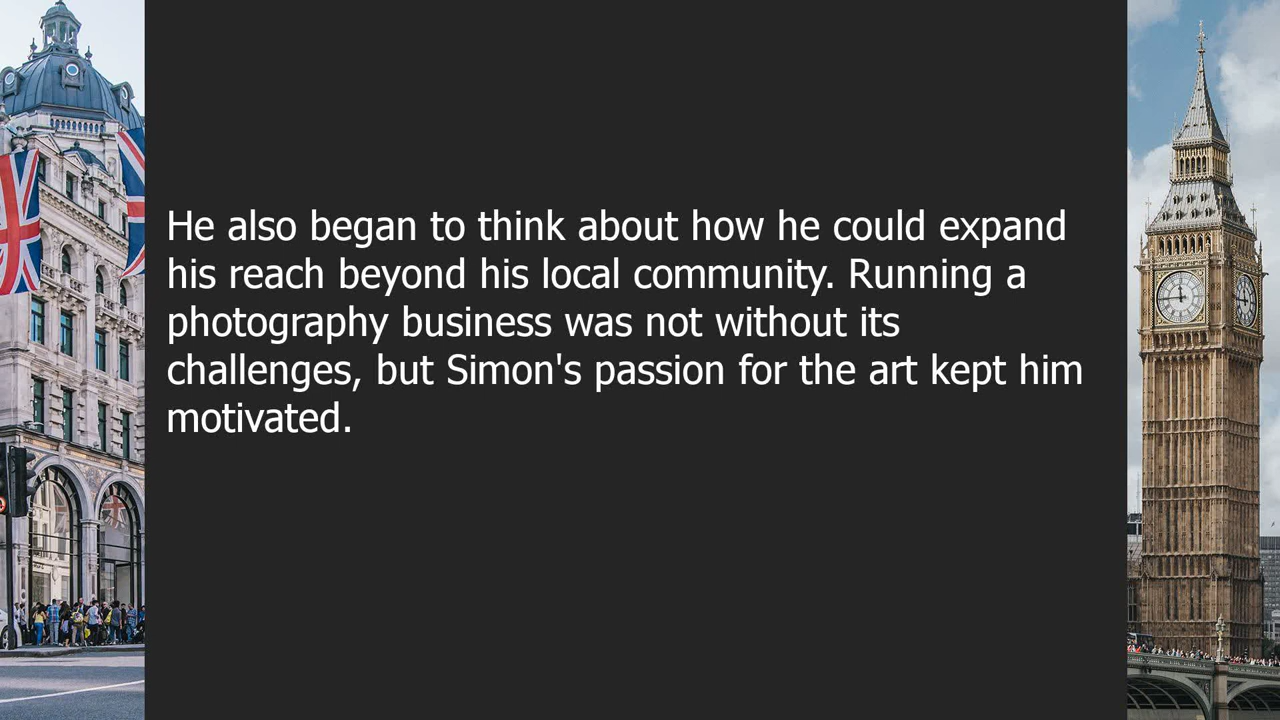 He also began to think about how he could expand
his reach beyond his local community. Running a
photography business was not without its
challenges, but Simon's passion for the art kept him
motivated.